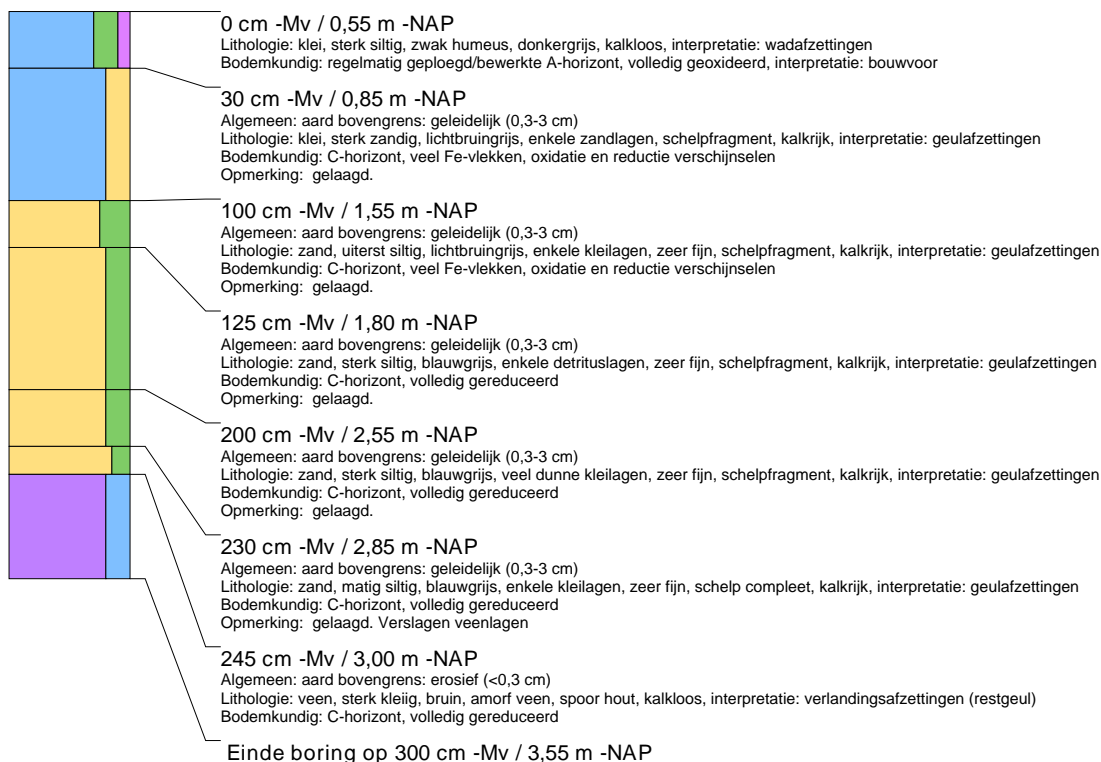 0 cm -Mv / 0,55 m -NAP
Lithologie: klei, sterk siltig, zwak humeus, donkergrijs, kalkloos, interpretatie: wadafzettingen
Bodemkundig: regelmatig geploegd/bewerkte A-horizont, volledig geoxideerd, interpretatie: bouwvoor
30 cm -Mv / 0,85 m -NAP
Algemeen: aard bovengrens: geleidelijk (0,3-3 cm)
Lithologie: klei, sterk zandig, lichtbruingrijs, enkele zandlagen, schelpfragment, kalkrijk, interpretatie: geulafzettingen
Bodemkundig: C-horizont, veel Fe-vlekken, oxidatie en reductie verschijnselen
Opmerking: gelaagd.
100 cm -Mv / 1,55 m -NAP
Algemeen: aard bovengrens: geleidelijk (0,3-3 cm)
Lithologie: zand, uiterst siltig, lichtbruingrijs, enkele kleilagen, zeer fijn, schelpfragment, kalkrijk, interpretatie: geulafzettingen
Bodemkundig: C-horizont, veel Fe-vlekken, oxidatie en reductie verschijnselen
Opmerking: gelaagd.
125 cm -Mv / 1,80 m -NAP
Algemeen: aard bovengrens: geleidelijk (0,3-3 cm)
Lithologie: zand, sterk siltig, blauwgrijs, enkele detrituslagen, zeer fijn, schelpfragment, kalkrijk, interpretatie: geulafzettingen
Bodemkundig: C-horizont, volledig gereduceerd
Opmerking: gelaagd.
200 cm -Mv / 2,55 m -NAP
Algemeen: aard bovengrens: geleidelijk (0,3-3 cm)
Lithologie: zand, sterk siltig, blauwgrijs, veel dunne kleilagen, zeer fijn, schelpfragment, kalkrijk, interpretatie: geulafzettingen
Bodemkundig: C-horizont, volledig gereduceerd
Opmerking: gelaagd.
230 cm -Mv / 2,85 m -NAP
Algemeen: aard bovengrens: geleidelijk (0,3-3 cm)
Lithologie: zand, matig siltig, blauwgrijs, enkele kleilagen, zeer fijn, schelp compleet, kalkrijk, interpretatie: geulafzettingen
Bodemkundig: C-horizont, volledig gereduceerd
Opmerking: gelaagd. Verslagen veenlagen
245 cm -Mv / 3,00 m -NAP
Algemeen: aard bovengrens: erosief (<0,3 cm)
Lithologie: veen, sterk kleiig, bruin, amorf veen, spoor hout, kalkloos, interpretatie: verlandingsafzettingen (restgeul)
Bodemkundig: C-horizont, volledig gereduceerd
Einde boring op 300 cm -Mv / 3,55 m -NAP